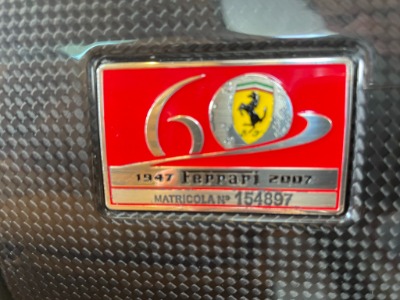 60
1947 Ferrari 2007
MATRICOLA Nº 154897